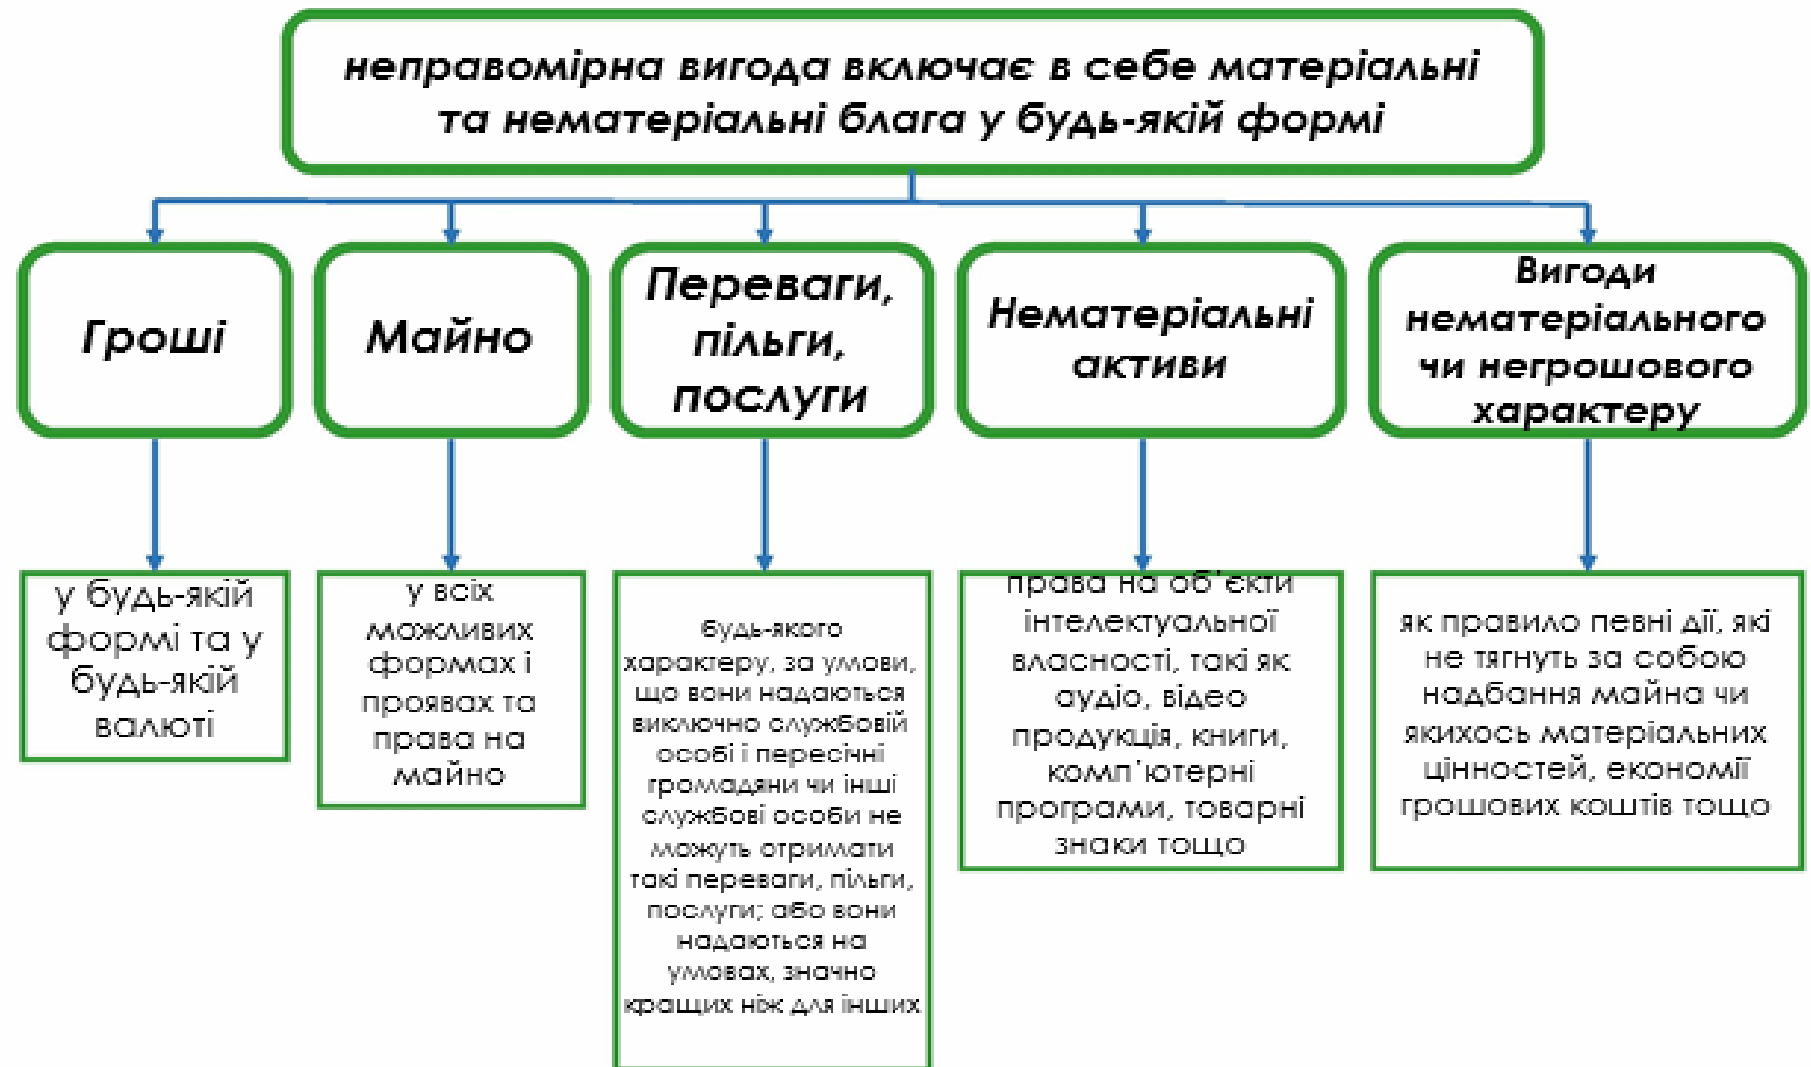 неправомірна вигода включає в себе матеріальні
та нематеріальні блага у будь-якій формі
Гроші
Майно
Переваги,
пільги,
послуги
Нематеріальні
активи
Вигоди
нематеріального
чи негрошового
характеру
у будь-якій
формі та у
будь-якій
валюті
у всіх
можливих
формах і
проявах та
права на
майно
будь-якого
характеру, за умови,
що вони надаються
виключно службовій
особі і пересічні
громадяни чи інші
службові особи не
можуть отримати
такі переваги, пільги,
послуги; або вони
надаються на
умовах, значно
кращих ніж для інших
права на об'єкти
інтелектуальної
власності, такі як
аудіо, відео
продукція, книги,
комп'ютерні
програми, товарні
знаки тощо
як правило певні дії, які
не тягнуть за собою
надбання майна чи
якихось матеріальних
цінностей, економії
грошових коштів тощо